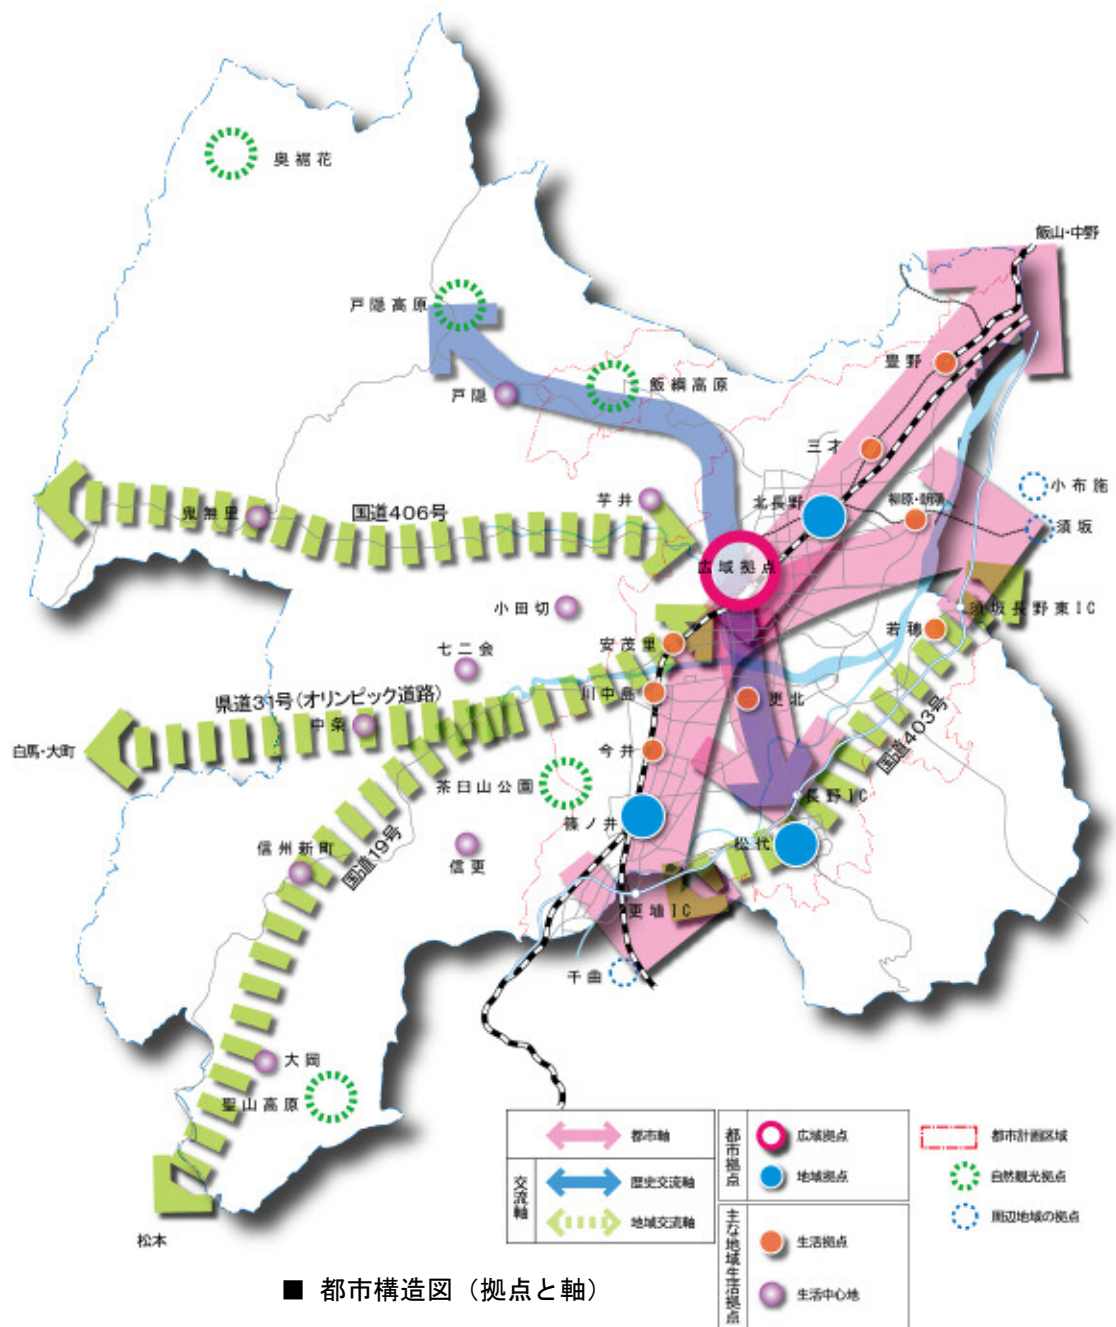 奥裾花
飯山・中野
戸隠高原
飯綱高原
豊野
戸隠
三才
小布施
芋井
北長野
柳原・朝陽
須坂
鬼無里
国道406号
広域拠点
小田切
須坂長野東IC
若穂
安茂里
七二会
県道31号(オリンピック道路)
川中島
更北
中条
白馬・大町
今井
国道403号
茶臼山公園
長野IC
篠ノ井
松代
信州新町
国道19号
信更
更埴IC
千曲
大岡
聖山高原
松本
都市軸
交流軸
歴史交流軸
地域交流軸
都市拠点
広域拠点
地域拠点
主な地域生活拠点
生活拠点
生活中心地
都市計画区域
自然観光拠点
周辺地域の拠点
■ 都市構造図（拠点と軸）